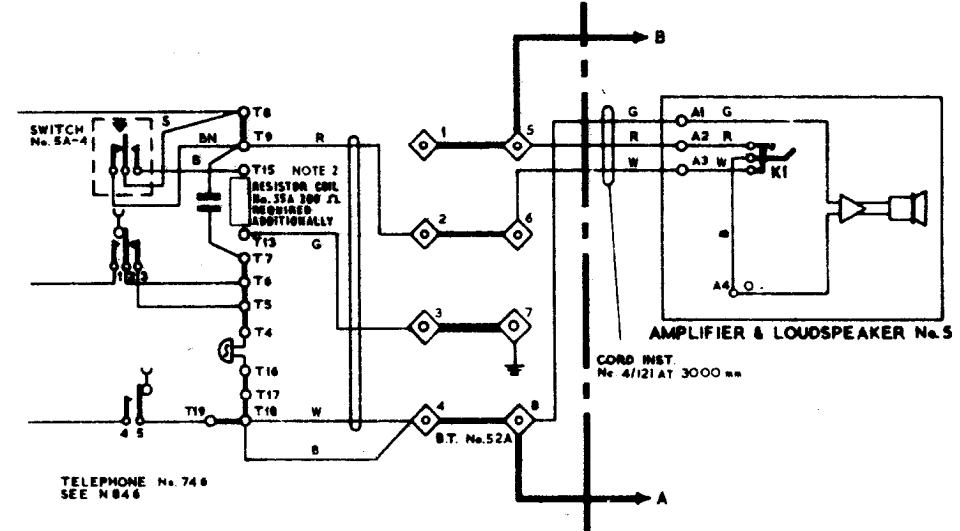 B
SWITCH
No. 5A-4
S
BN
B
T8
T9
R
T15 NOTE 2
RESISTOR COIL
No. 35A 300 Ω
REQUIRED
ADDITIONALLY
T13
G
T7
T6
T5
T4
T16
T17
T19
T18
W
B
1 2 3
4 5
1
5
2
6
3
7
4
8
B.T. No. 52A
G
R
W
A1 G
A2 R
A3 W
K1
B
A4 O
AMPLIFIER & LOUDSPEAKER No. 5
CORD INST.
No. 4/121 AT 3000 mm
A
TELEPHONE No. 746
SEE N 846